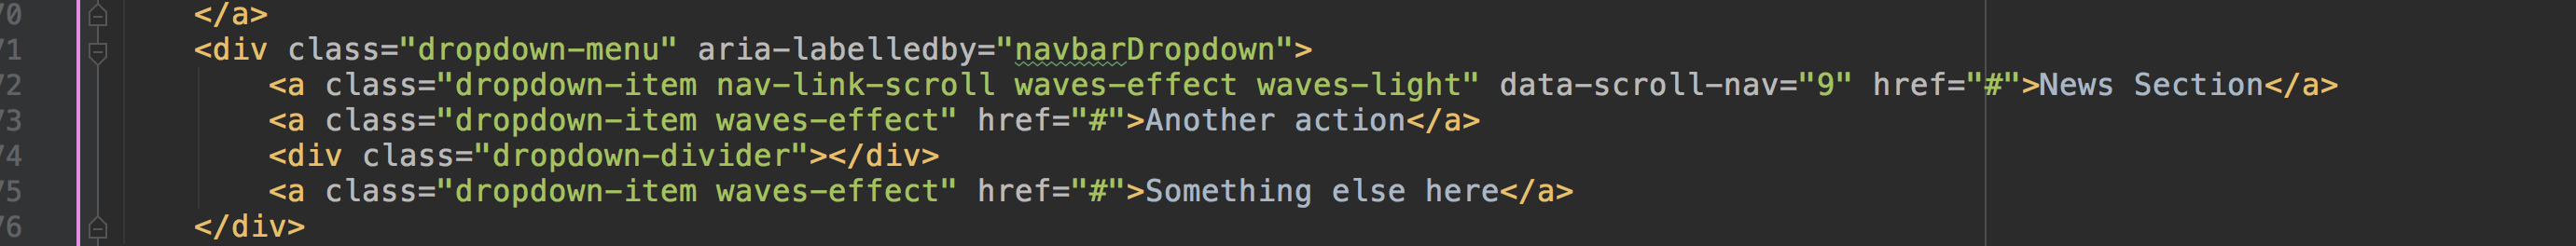 70 </a>
71 <div class="dropdown-menu" aria-labelledby="navbarDropdown">
72 <a class="dropdown-item nav-link-scroll waves-effect waves-light" data-scroll-nav="9" href="#">News Section</a>
73 <a class="dropdown-item waves-effect" href="#">Another action</a>
74 <div class="dropdown-divider"></div>
75 <a class="dropdown-item waves-effect" href="#">Something else here</a>
76 </div>